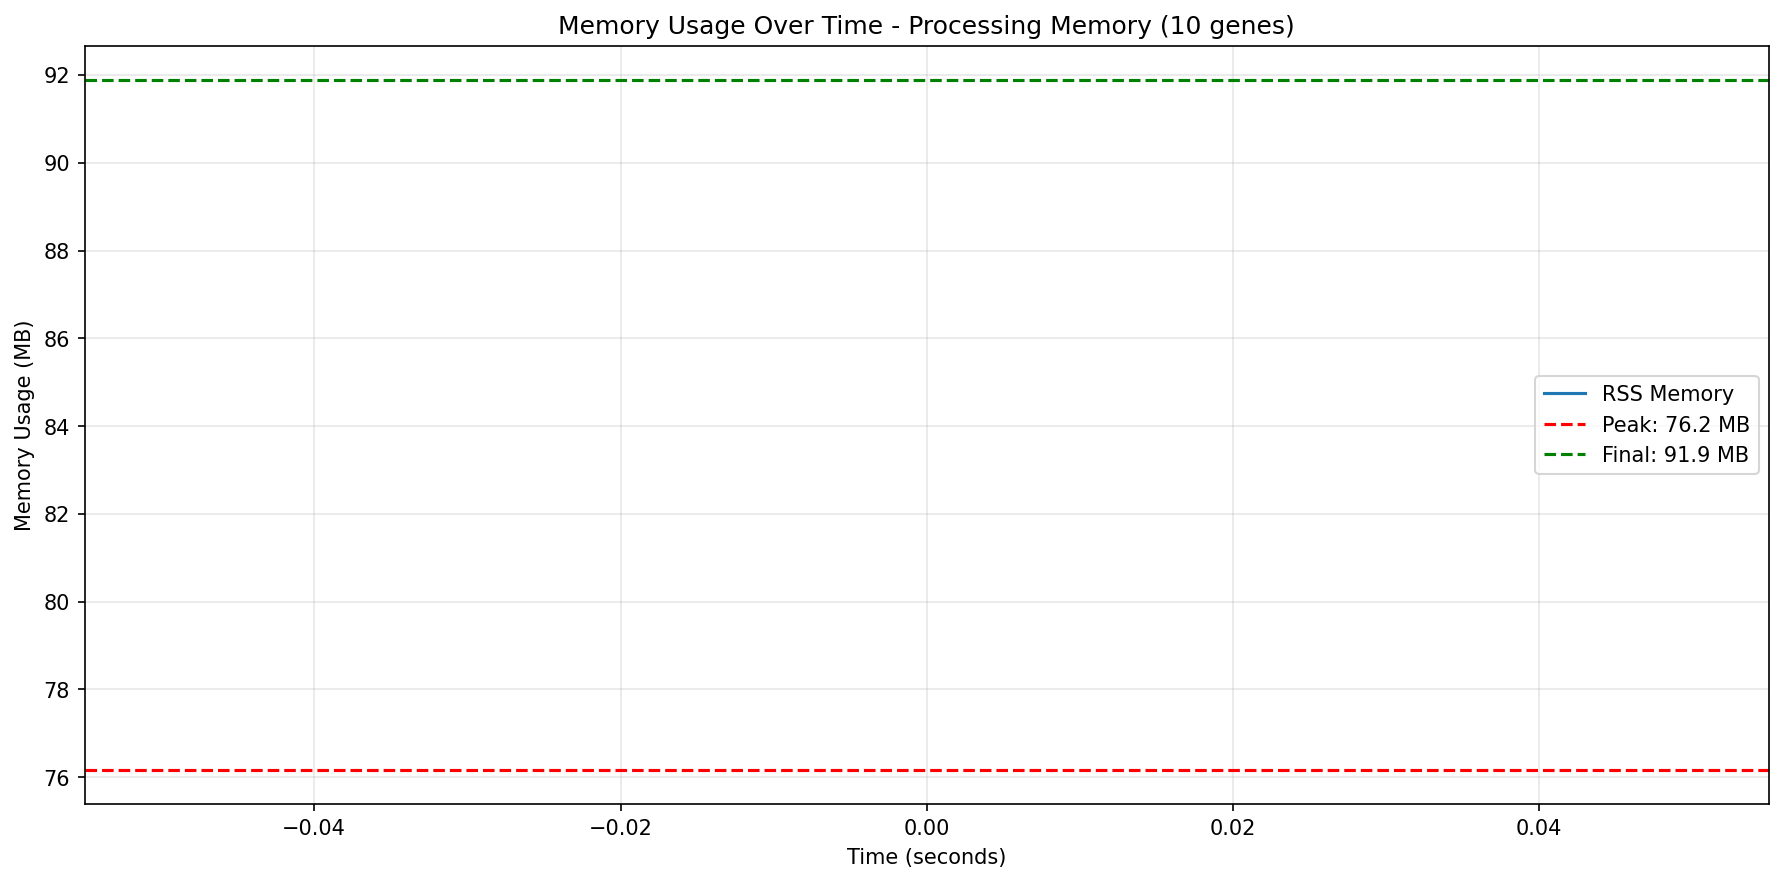 Memory Usage Over Time - Processing Memory (10 genes)
92
90
88
86
84
82
80
78
76
Memory Usage (MB)
RSS Memory
Peak: 76.2 MB
Final: 91.9 MB
−0.04 −0.02 0.00 0.02 0.04
Time (seconds)